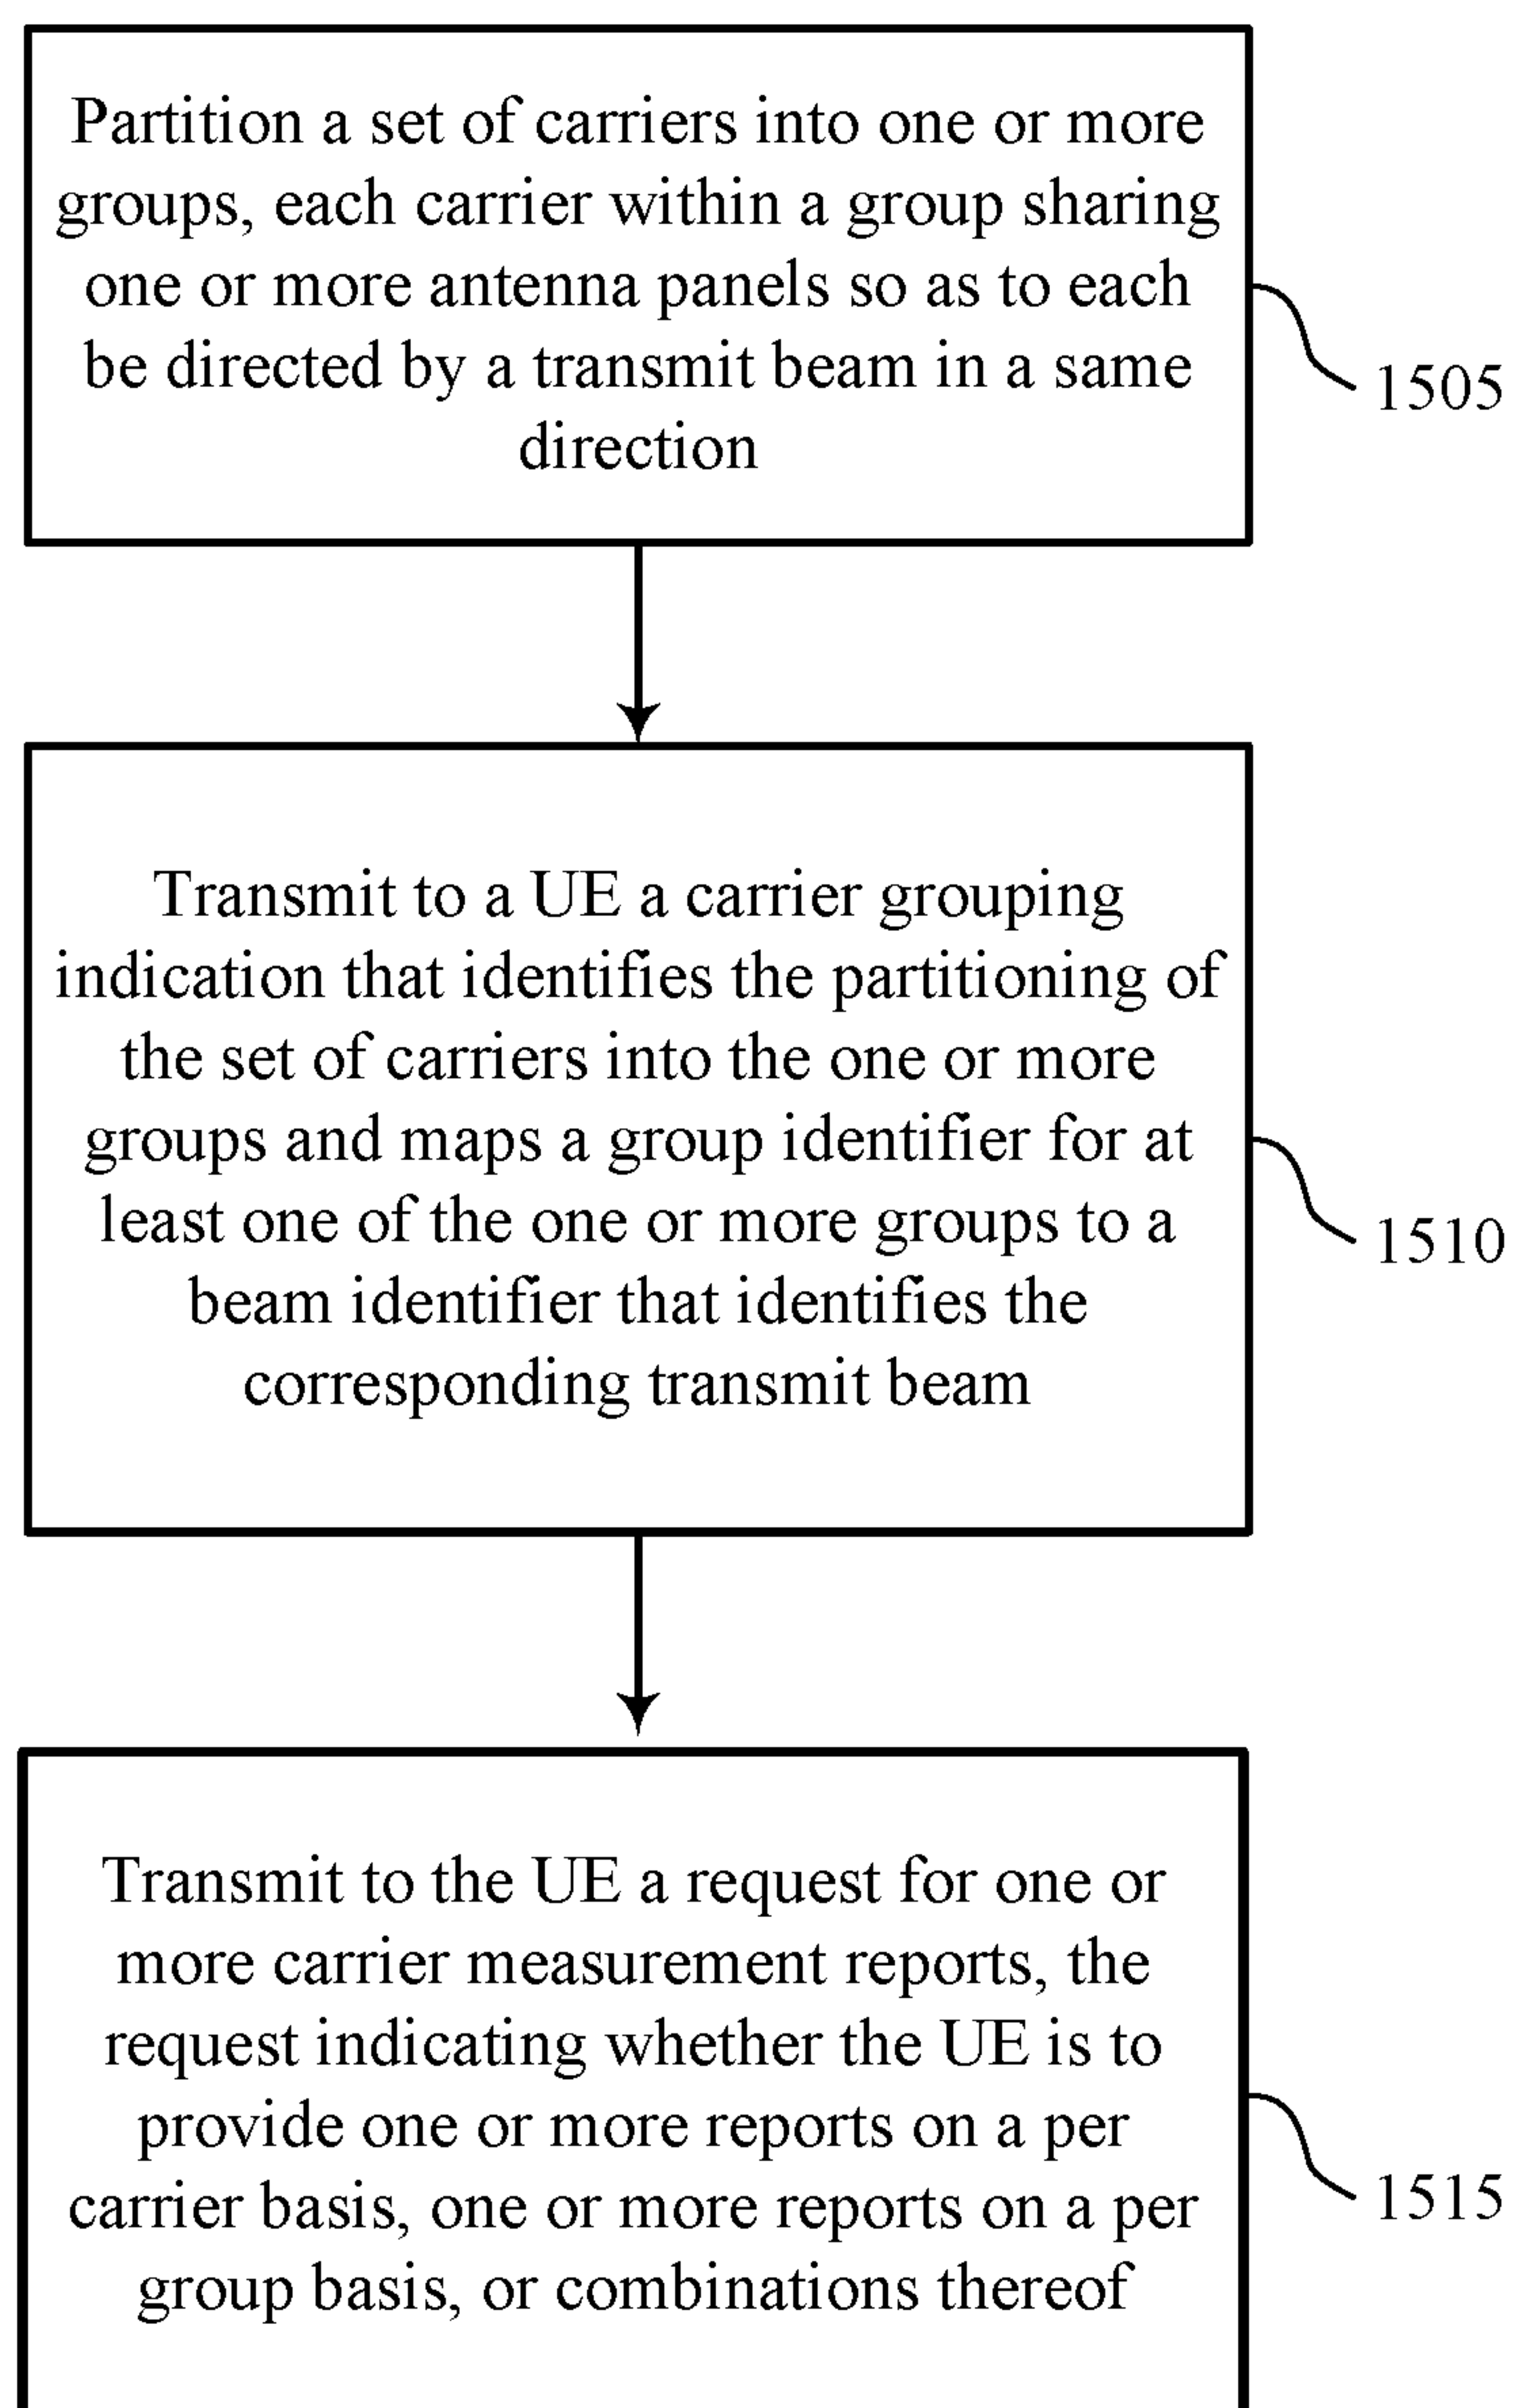 Partition a set of carriers into one or more
groups, each carrier within a group sharing
one or more antenna panels so as to each
be directed by a transmit beam in a same
direction
1505
Transmit to a UE a carrier grouping
indication that identifies the partitioning of
the set of carriers into the one or more
groups and maps a group identifier for at
least one of the one or more groups to a
beam identifier that identifies the
corresponding transmit beam
1510
Transmit to the UE a request for one or
more carrier measurement reports, the
request indicating whether the UE is to
provide one or more reports on a per
carrier basis, one or more reports on a per
group basis, or combinations thereof
1515